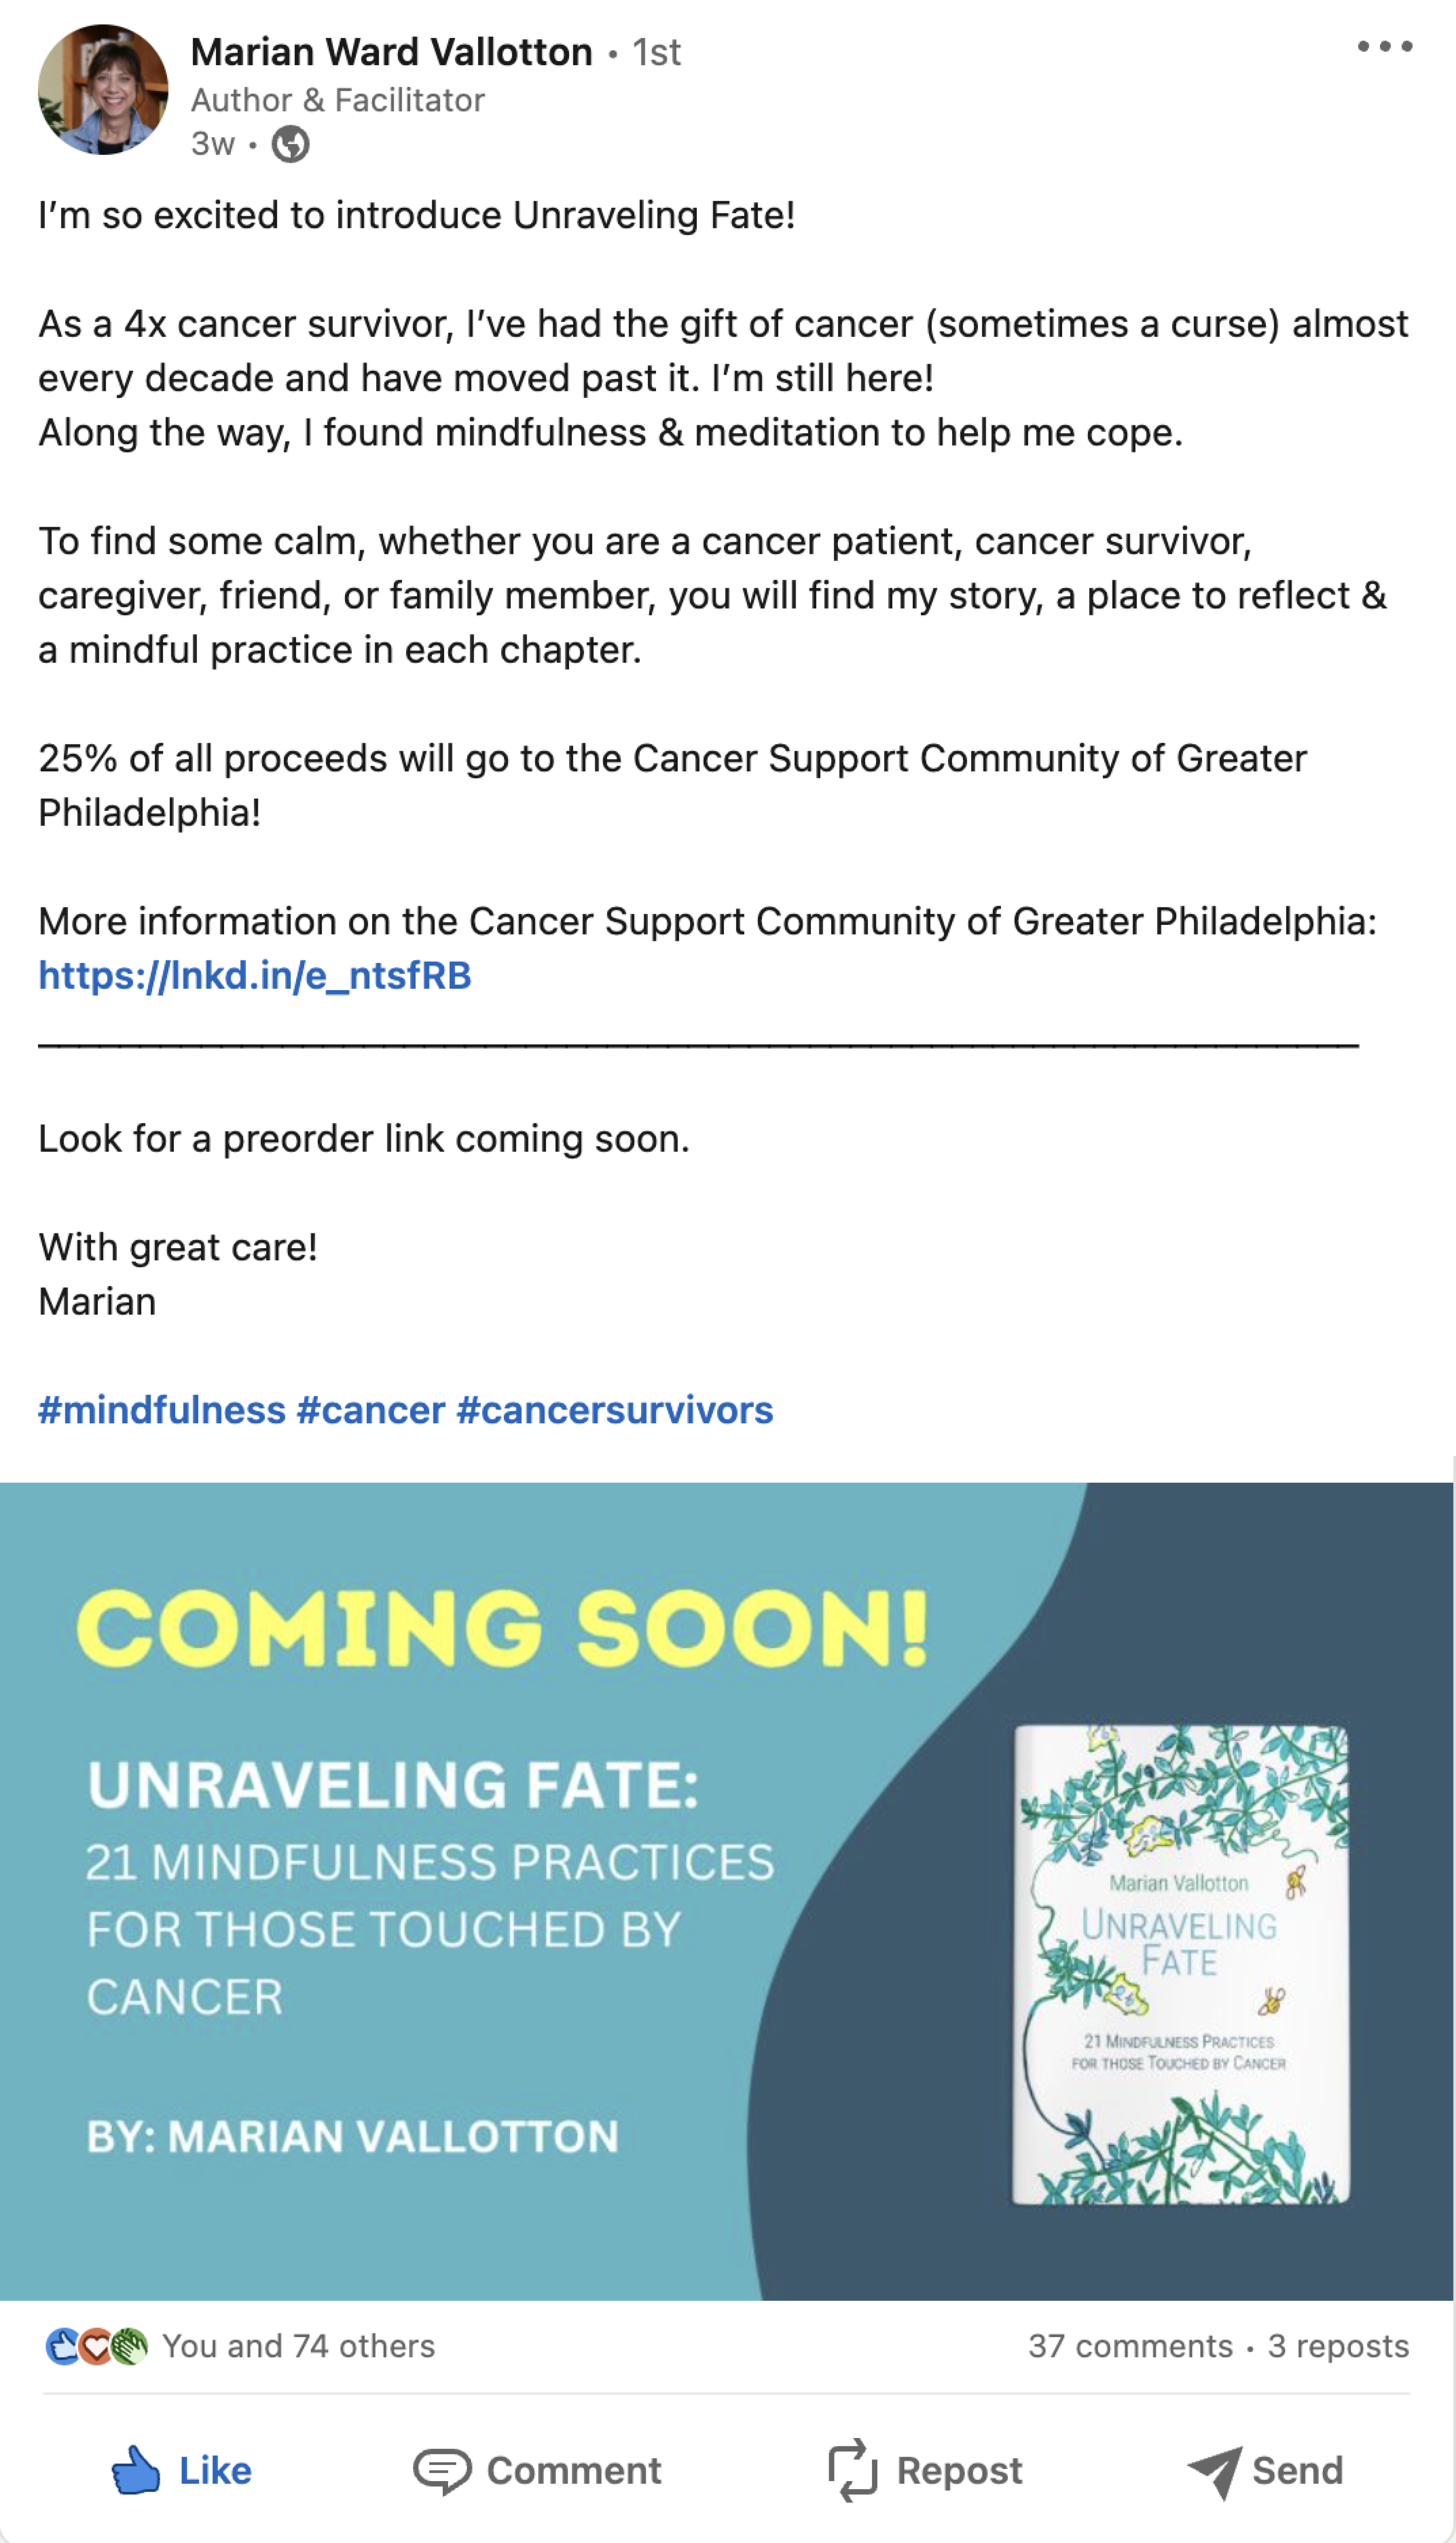 Marian Ward Vallotton • 1st
Author & Facilitator
3w •
I'm so excited to introduce Unraveling Fate!
As a 4x cancer survivor, I've had the gift of cancer (sometimes a curse) almost
every decade and have moved past it. I'm still here!
Along the way, I found mindfulness & meditation to help me cope.
To find some calm, whether you are a cancer patient, cancer survivor,
caregiver, friend, or family member, you will find my story, a place to reflect &
a mindful practice in each chapter.
25% of all proceeds will go to the Cancer Support Community of Greater
Philadelphia!
More information on the Cancer Support Community of Greater Philadelphia:
https://lnkd.in/e_ntsfRB
Look for a preorder link coming soon.
With great care!
Marian
#mindfulness #cancer #cancersurvivors
COMING SOON!
UNRAVELING FATE:
21 MINDFULNESS PRACTICES
FOR THOSE TOUCHED BY
CANCER
BY: MARIAN VALLOTTON
Marian Vallotton
UNRAVELING
FATE
21 MINDFULNESS PRACTICES
FOR THOSE TOUCHED BY CANCER
You and 74 others
37 comments • 3 reposts
Like
Comment
Repost
Send